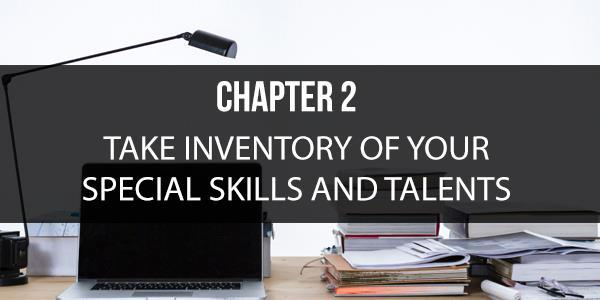 CHAPTER 2
TAKE INVENTORY OF YOUR
SPECIAL SKILLS AND TALENTS